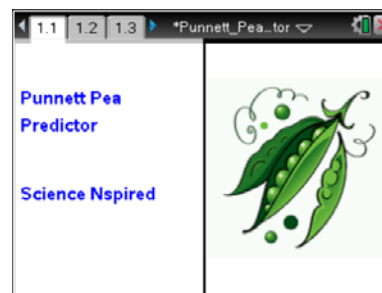 1.1 1.2 1.3 *Punnett_Pea…tor
Punnett Pea
Predictor
Science Nspired